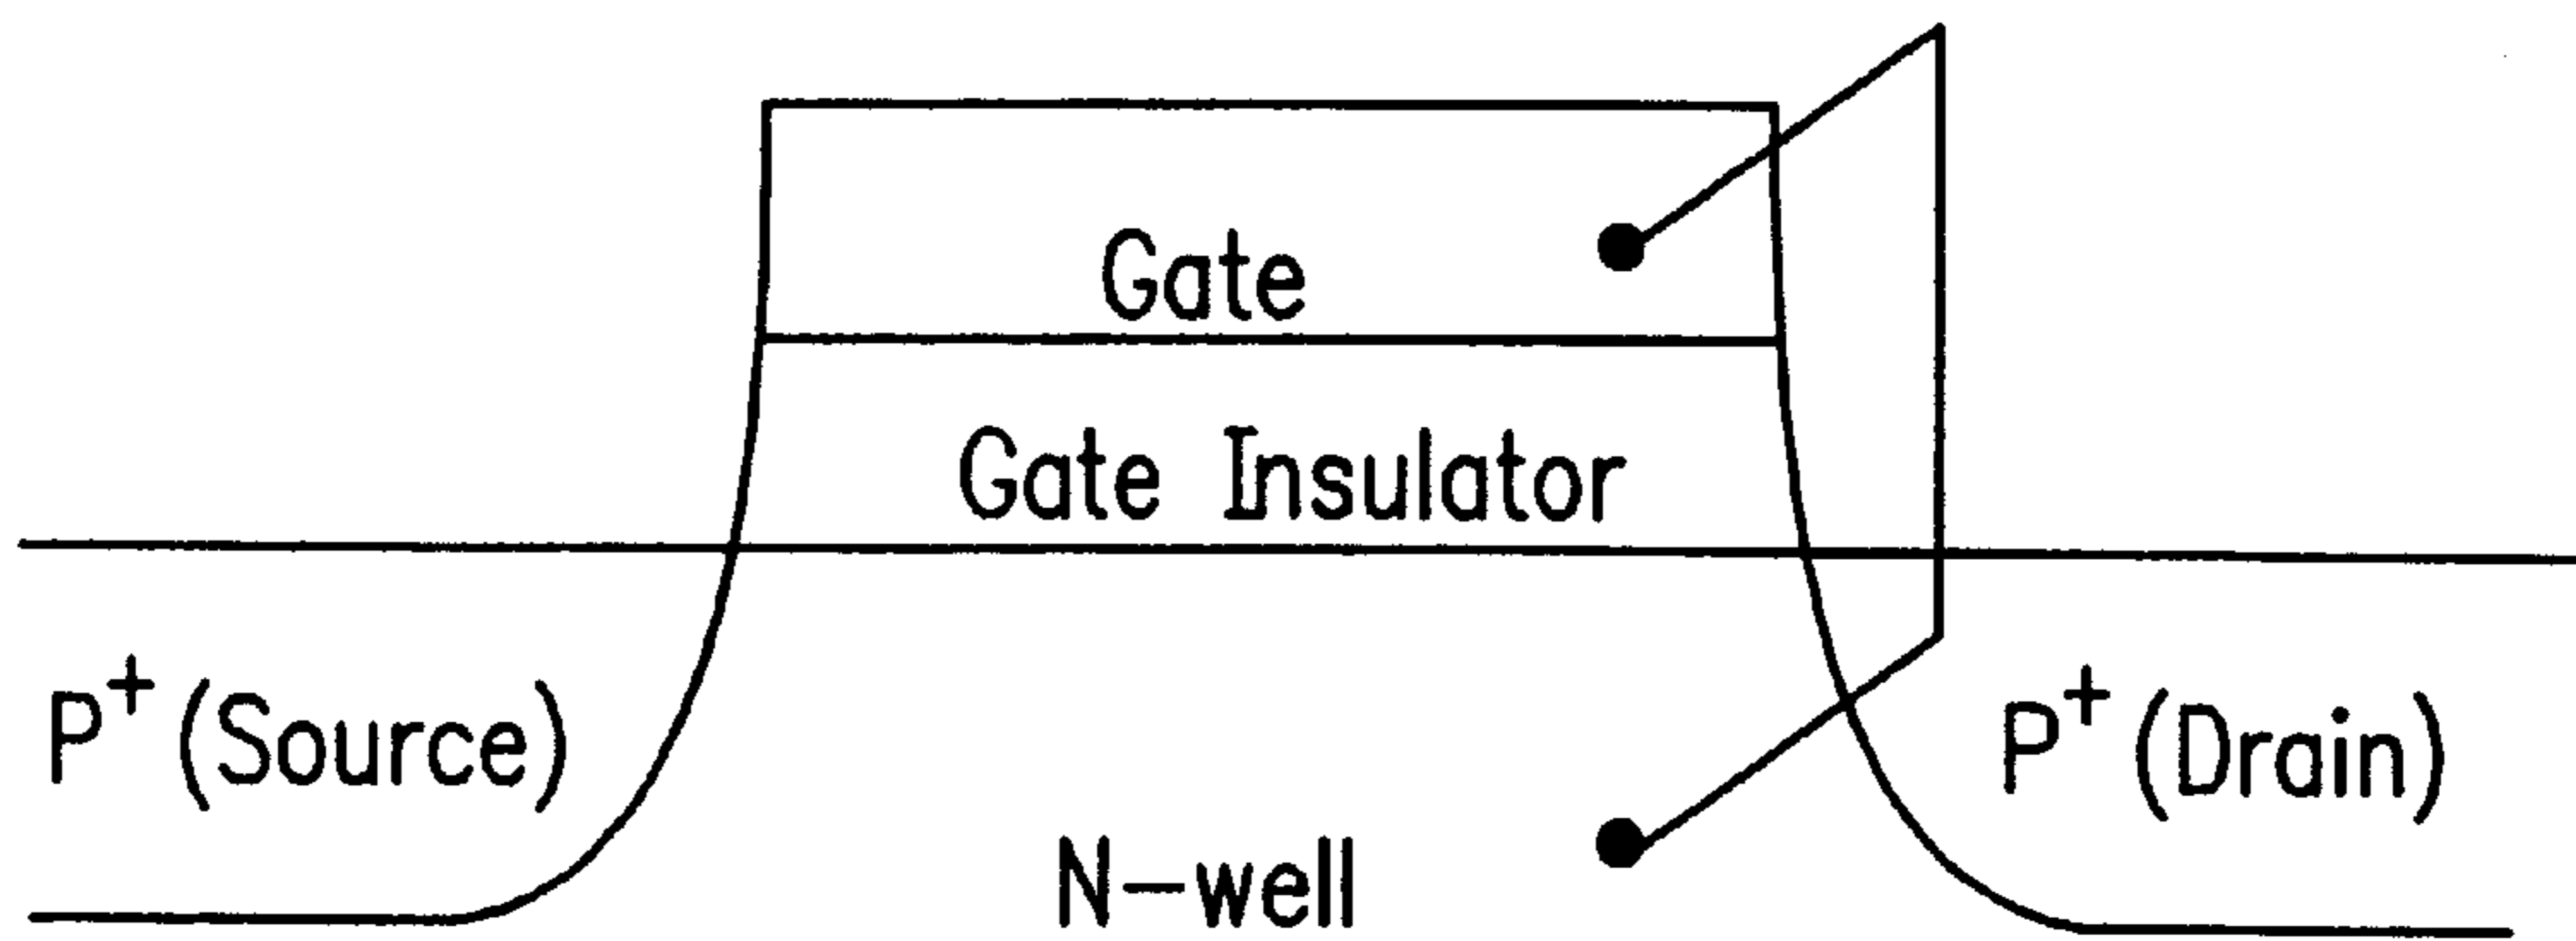 Gate
Gate Insulator
P⁺(Source)
P⁺(Drain)
N-well